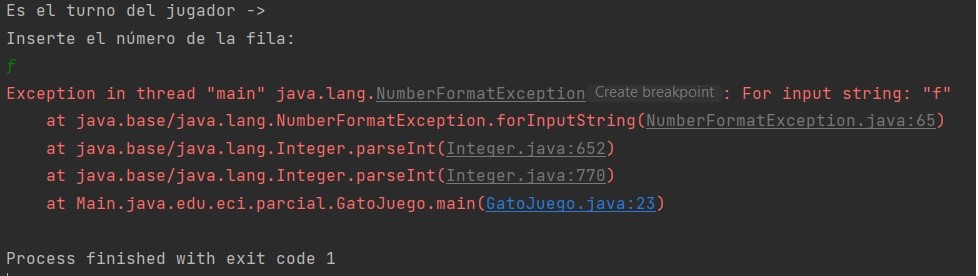 Es el turno del jugador ->
Inserte el número de la fila:
f
Exception in thread "main" java.lang.NumberFormatException Create breakpoint : For input string: "f"
at java.base/java.lang.NumberFormatException.forInputString(NumberFormatException.java:65)
at java.base/java.lang.Integer.parseInt(Integer.java:652)
at java.base/java.lang.Integer.parseInt(Integer.java:770)
at Main.java.edu.eci.parcial.GatoJuego.main(GatoJuego.java:23)
Process finished with exit code 1